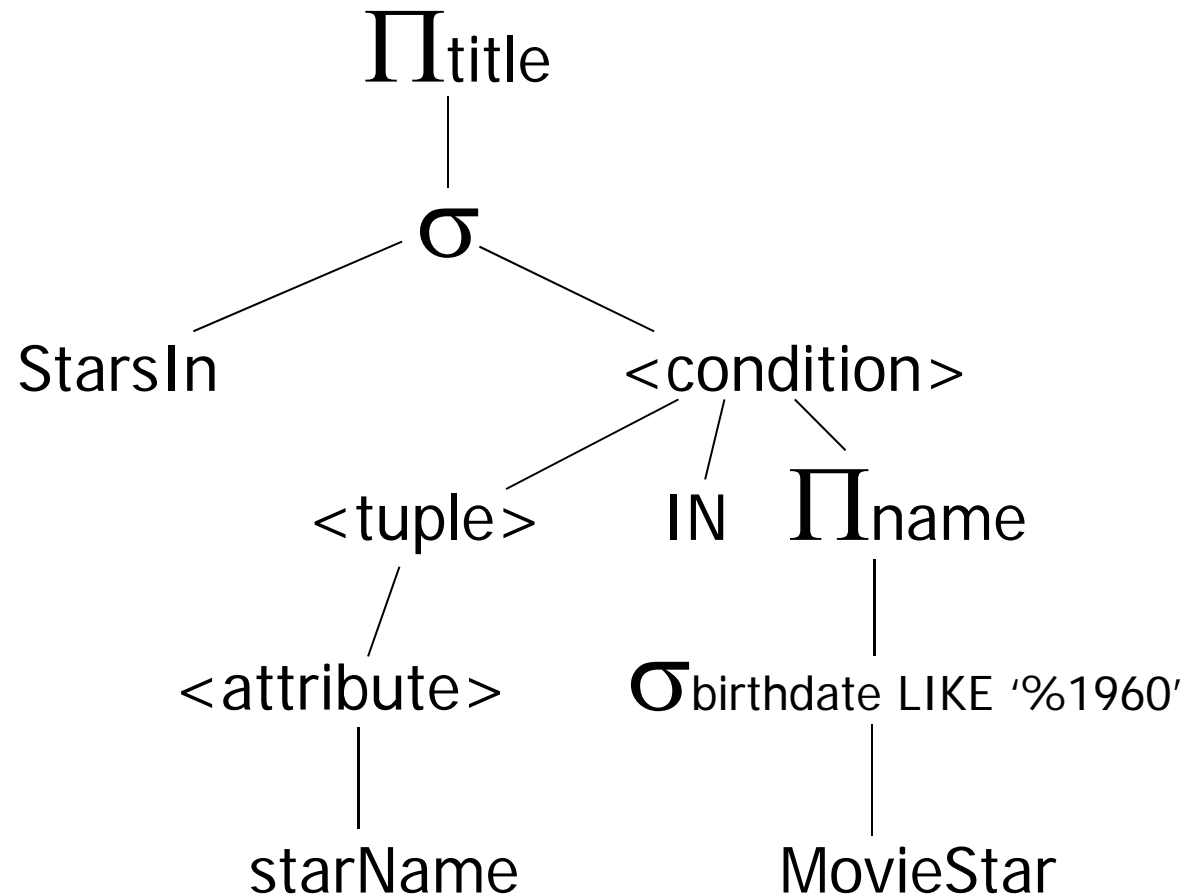 Πtitle
σ
StarsIn <condition>
<tuple> IN Πname
<attribute> σbirthdate LIKE ‘%1960’
starName MovieStar